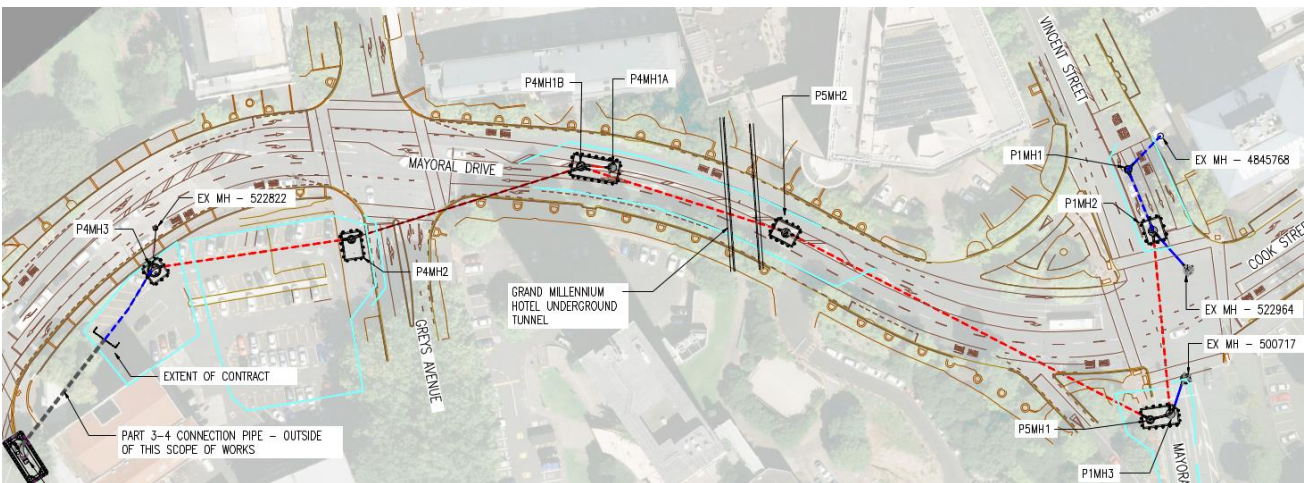 VINCENT STREET
P4MH1B
P4MH1A
P5MH2
MAYORAL DRIVE
P1MH1
EX MH - 4845768
EX MH - 522822
P4MH3
P1MH2
COOK STREE
P4MH2
GRAND MILLENNIUM
HOTEL UNDERGROUND
TUNNEL
EX MH - 522964
GREYS AVENUE
EX MH - 500717
EXTENT OF CONTRACT
PART 3-4 CONNECTION PIPE - OUTSIDE
OF THIS SCOPE OF WORKS
P5MH1
P1MH3
MAYORA